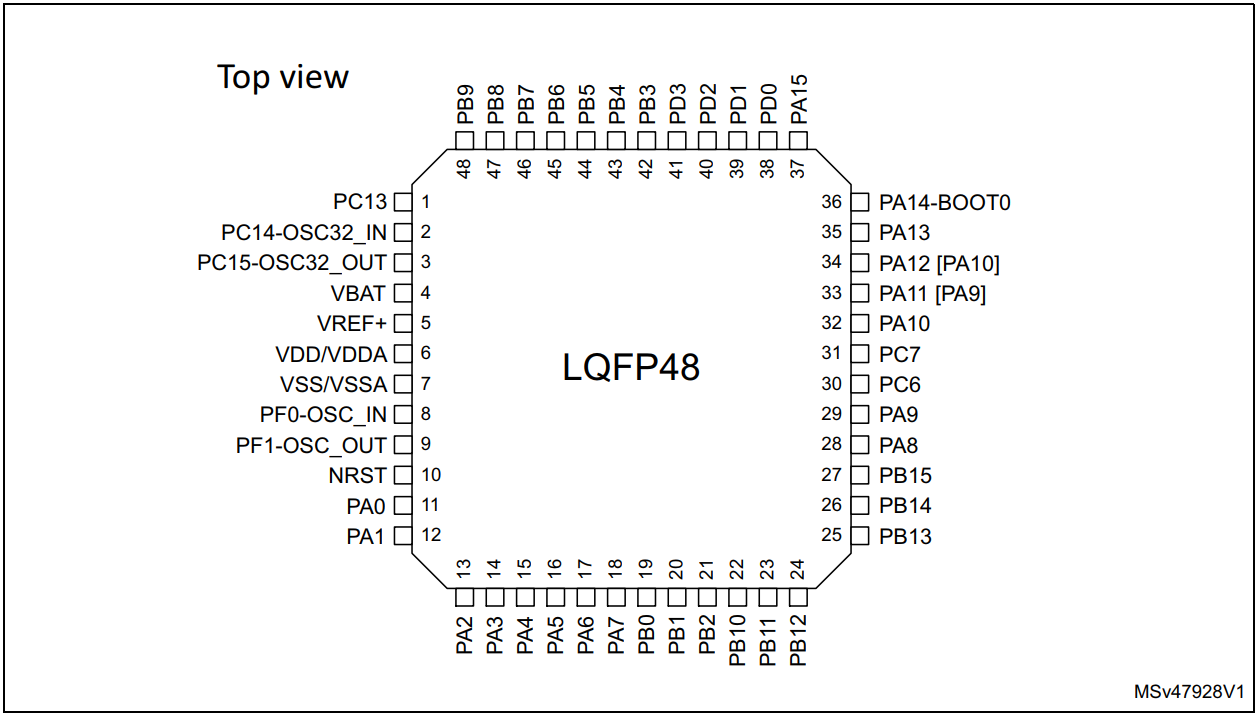 Top view
PB9
PB8
PB7
PB6
PB5
PB4
PB3
PD3
PD2
PD1
PD0
PA15
48
47
46
45
44
43
42
41
40
39
38
37
PC13 1
PC14-OSC32_IN 2
PC15-OSC32_OUT 3
VBAT 4
VREF+ 5
VDD/VDDA 6
VSS/VSSA 7
PF0-OSC_IN 8
PF1-OSC_OUT 9
NRST 10
PA0 11
PA1 12
LQFP48
36 PA14-BOOT0
35 PA13
34 PA12 [PA10]
33 PA11 [PA9]
32 PA10
31 PC7
30 PC6
29 PA9
28 PA8
27 PB15
26 PB14
25 PB13
13
14
15
16
17
18
19
20
21
22
23
24
PA2
PA3
PA4
PA5
PA6
PA7
PB0
PB1
PB2
PB10
PB11
PB12
MSv47928V1